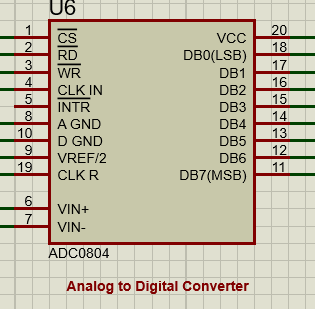 U6
1 CS VCC 20
2 RD DB0(LSB) 18
3 WR DB1 17
4 CLK IN DB2 16
5 INTR DB3 15
8 A GND DB4 14
10 D GND DB5 13
9 VREF/2 DB6 12
19 CLK R DB7(MSB) 11
6 VIN+
7 VIN-
ADC0804
Analog to Digital Converter